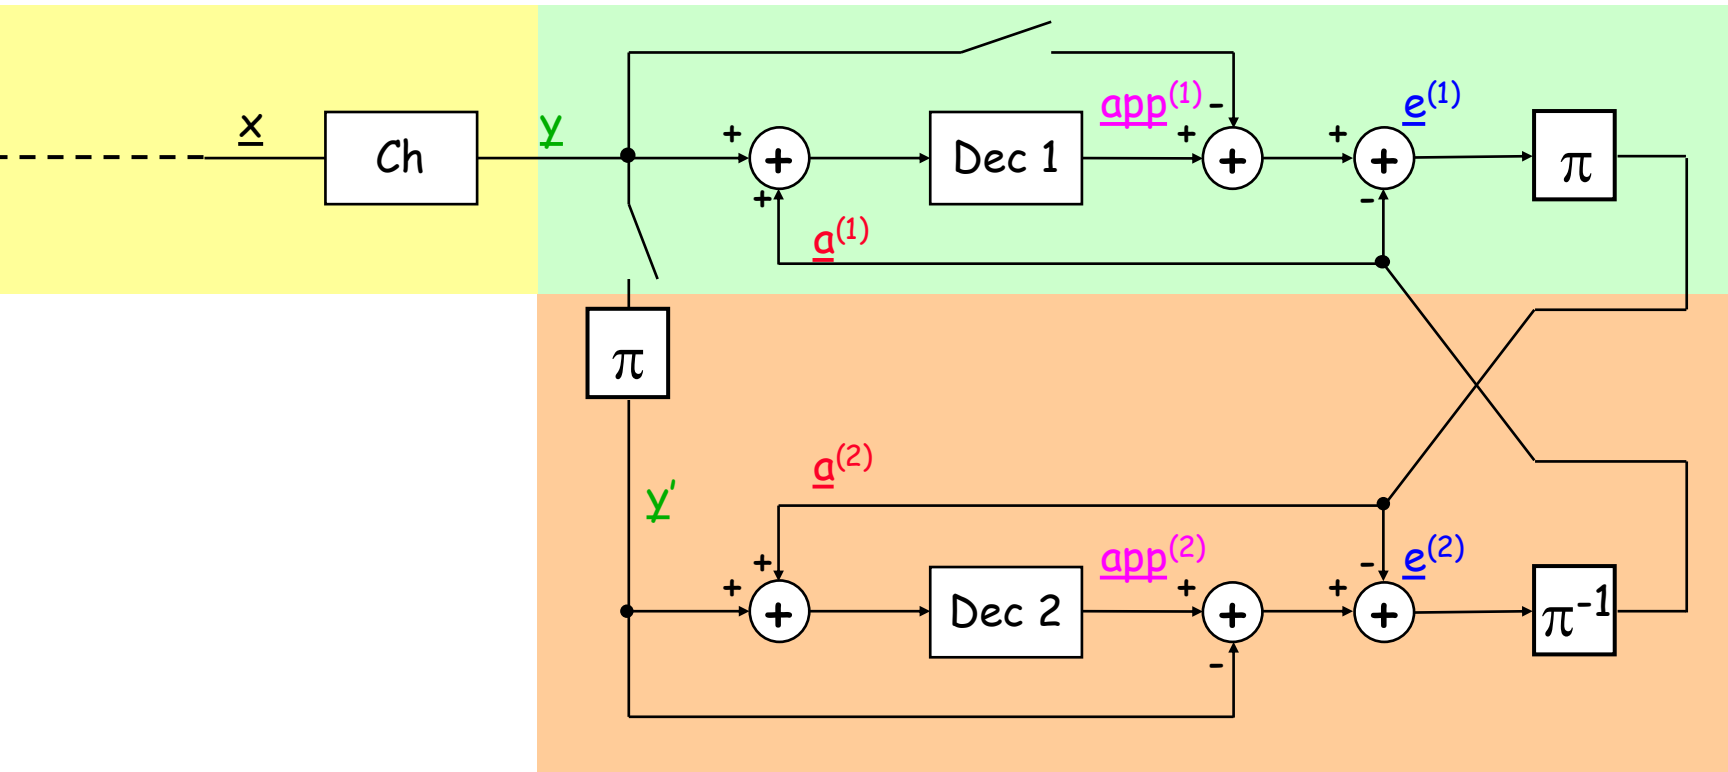 x
Ch
y
+
+
+
Dec 1
app(1)
-
+
+
+
-
+
e(1)
π
a(1)
π
y'
a(2)
+
+
+
Dec 2
app(2)
+
-
+
+
-
+
e(2)
π-1